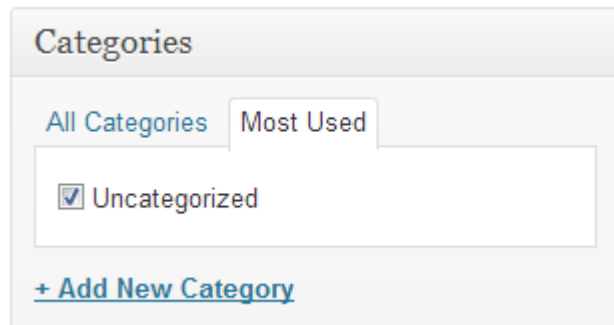 Categories
All Categories Most Used
Uncategorized
+ Add New Category